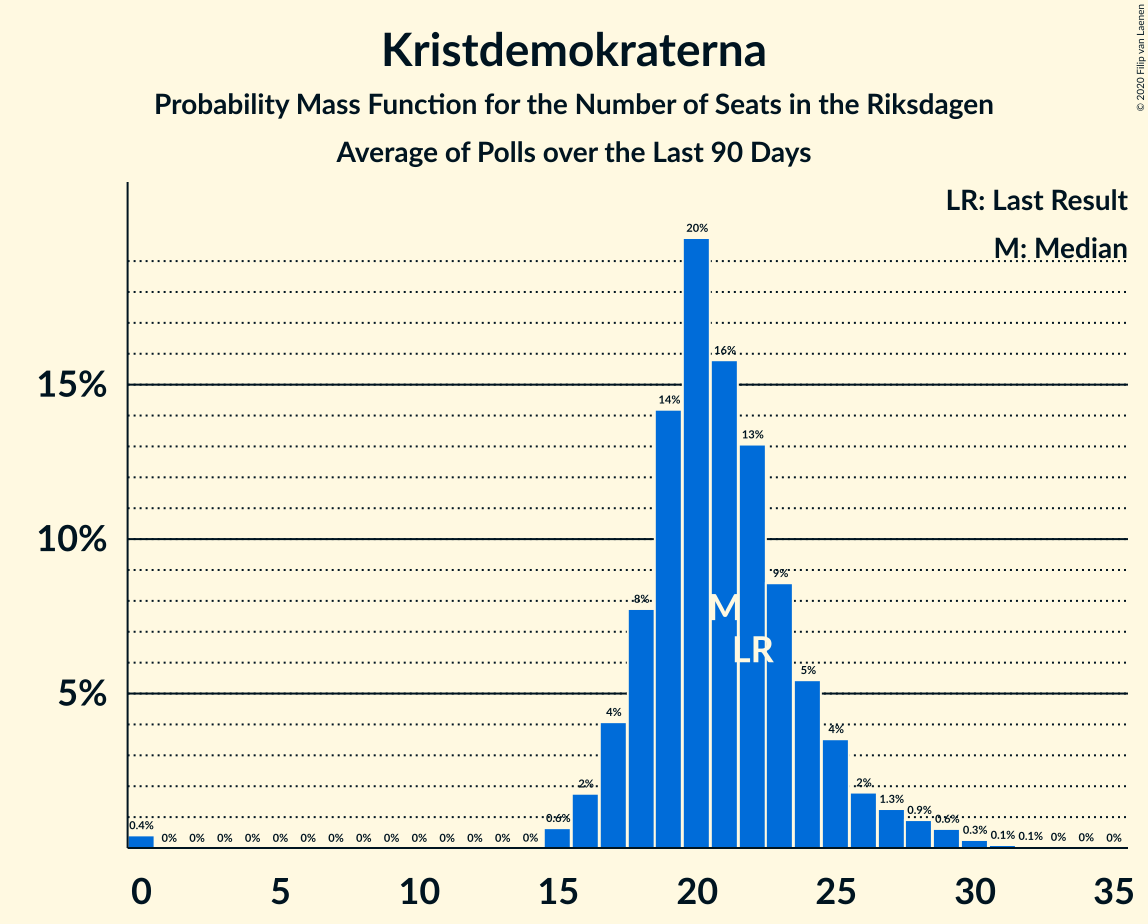 Kristdemokraterna
Probability Mass Function for the Number of Seats in the Riksdagen
Average of Polls over the Last 90 Days
© 2020 Filip van Laenen
LR: Last Result
M: Median
15%
10%
5%
0.4% 0% 0% 0% 0% 0% 0% 0% 0% 0% 0% 0% 0% 0% 0% 0.6% 2% 4% 8% 14% 20% 16% 13% 9% 5% 4% 2% 1.3% 0.9% 0.6% 0.3% 0.1% 0.1% 0% 0% 0%
M
LR
0 5 10 15 20 25 30 35